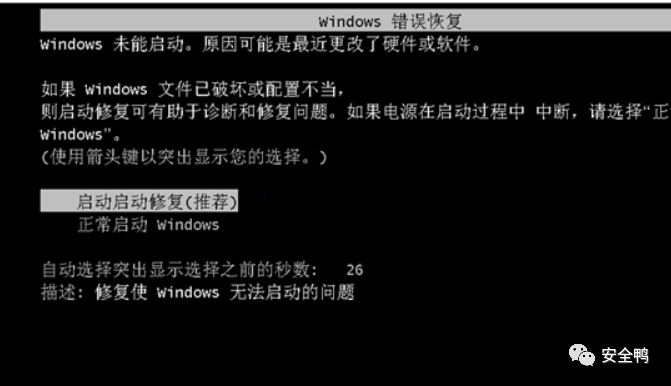 Windows 错误恢复
Windows 未能启动。原因可能是最近更改了硬件或软件。
如果 Windows 文件已破坏或配置不当，
则启动修复可有助于诊断和修复问题。如果电源在启动过程中 中断，请选择“正
Windows”。
(使用箭头键以突出显示您的选择。)
启动启动修复(推荐)
正常启动 Windows
自动选择突出显示选择之前的秒数： 26
描述: 修复使 Windows 无法启动的问题
安全鸭